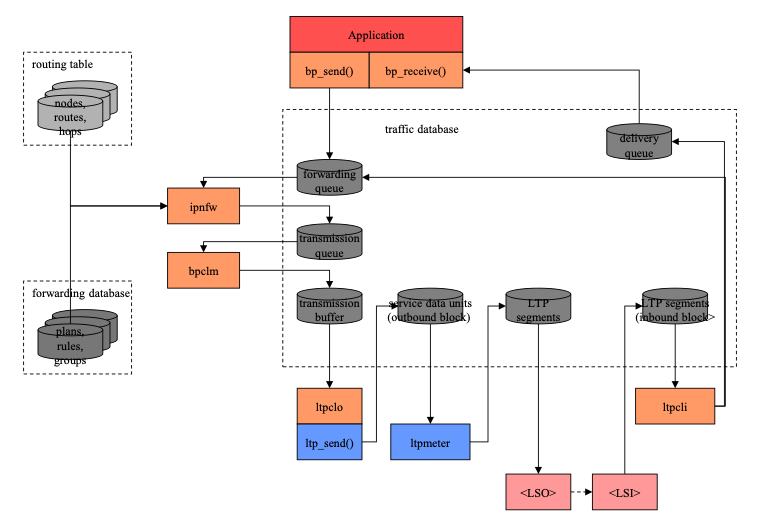 Application
bp_send()
bp_receive()
routing table
nodes,
routes,
hops
traffic database
delivery
queue
forwarding
queue
ipnfw
transmission
queue
bpclm
forwarding database
plans,
rules,
groups
transmission
buffer
service data units
(outbound block)
LTP
segments
LTP segments
(inbound block>
ltpclo
ltp_send()
ltpmeter
ltpcli
<LSO>
<LSI>